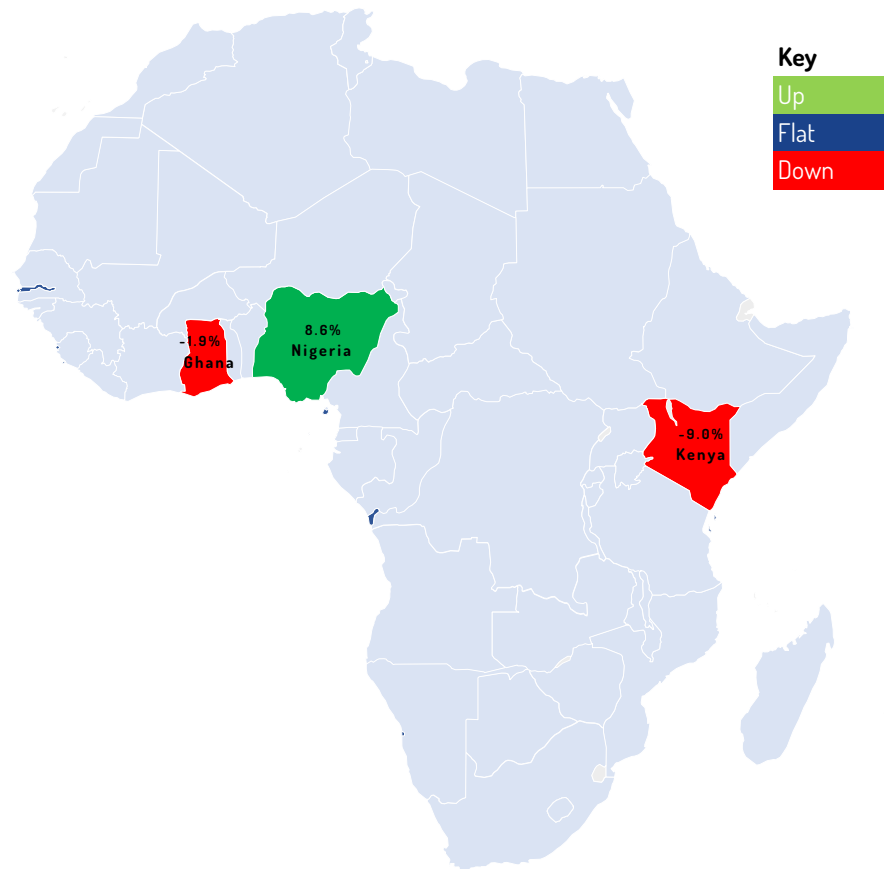 Key
Up
Flat
Down
8.6%
Nigeria
-1.9%
Ghana
-9.0%
Kenya